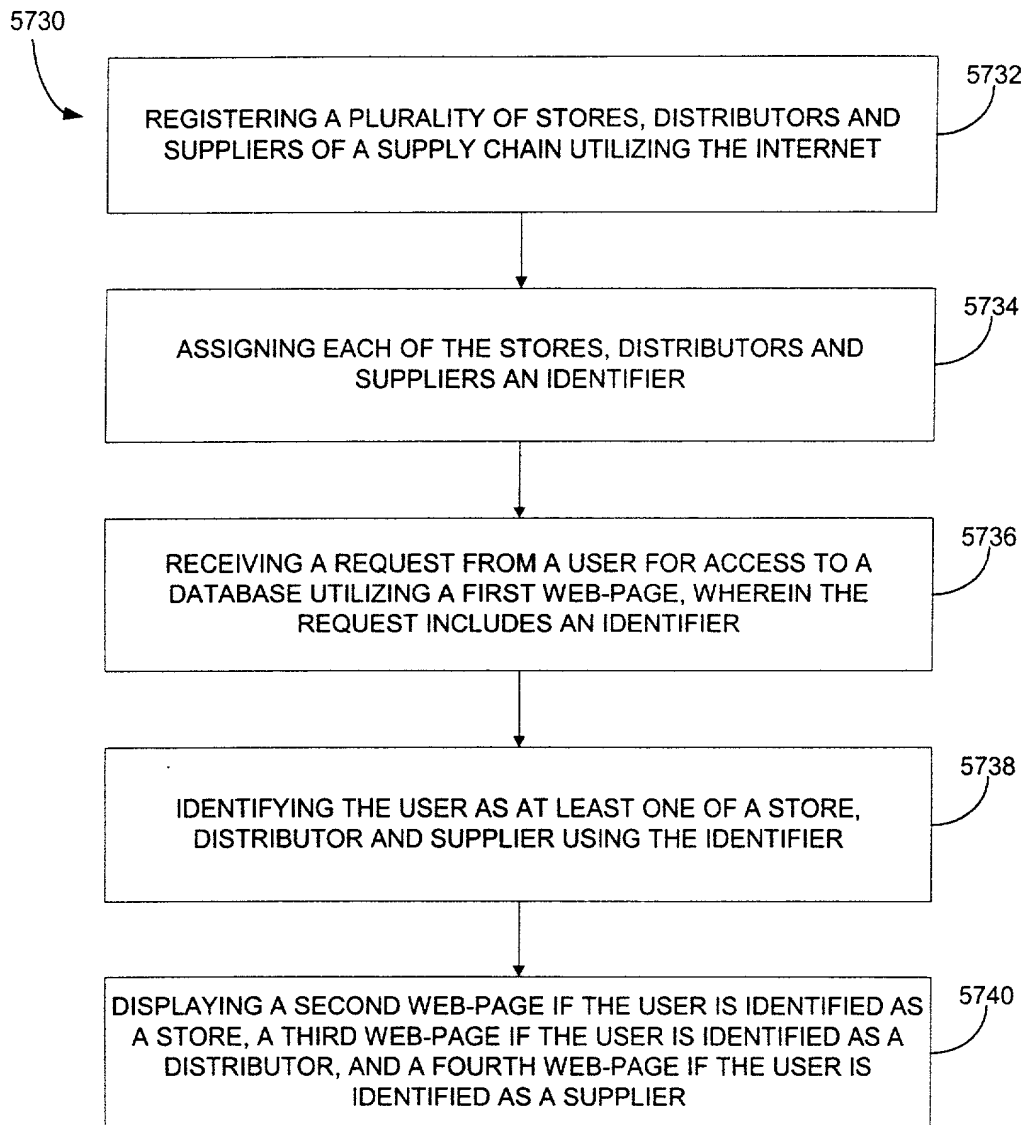 5730
5732
REGISTERING A PLURALITY OF STORES, DISTRIBUTORS AND
SUPPLIERS OF A SUPPLY CHAIN UTILIZING THE INTERNET
5734
ASSIGNING EACH OF THE STORES, DISTRIBUTORS AND
SUPPLIERS AN IDENTIFIER
5736
RECEIVING A REQUEST FROM A USER FOR ACCESS TO A
DATABASE UTILIZING A FIRST WEB-PAGE, WHEREIN THE
REQUEST INCLUDES AN IDENTIFIER
5738
IDENTIFYING THE USER AS AT LEAST ONE OF A STORE,
DISTRIBUTOR AND SUPPLIER USING THE IDENTIFIER
5740
DISPLAYING A SECOND WEB-PAGE IF THE USER IS IDENTIFIED AS
A STORE, A THIRD WEB-PAGE IF THE USER IS IDENTIFIED AS A
DISTRIBUTOR, AND A FOURTH WEB-PAGE IF THE USER IS
IDENTIFIED AS A SUPPLIER